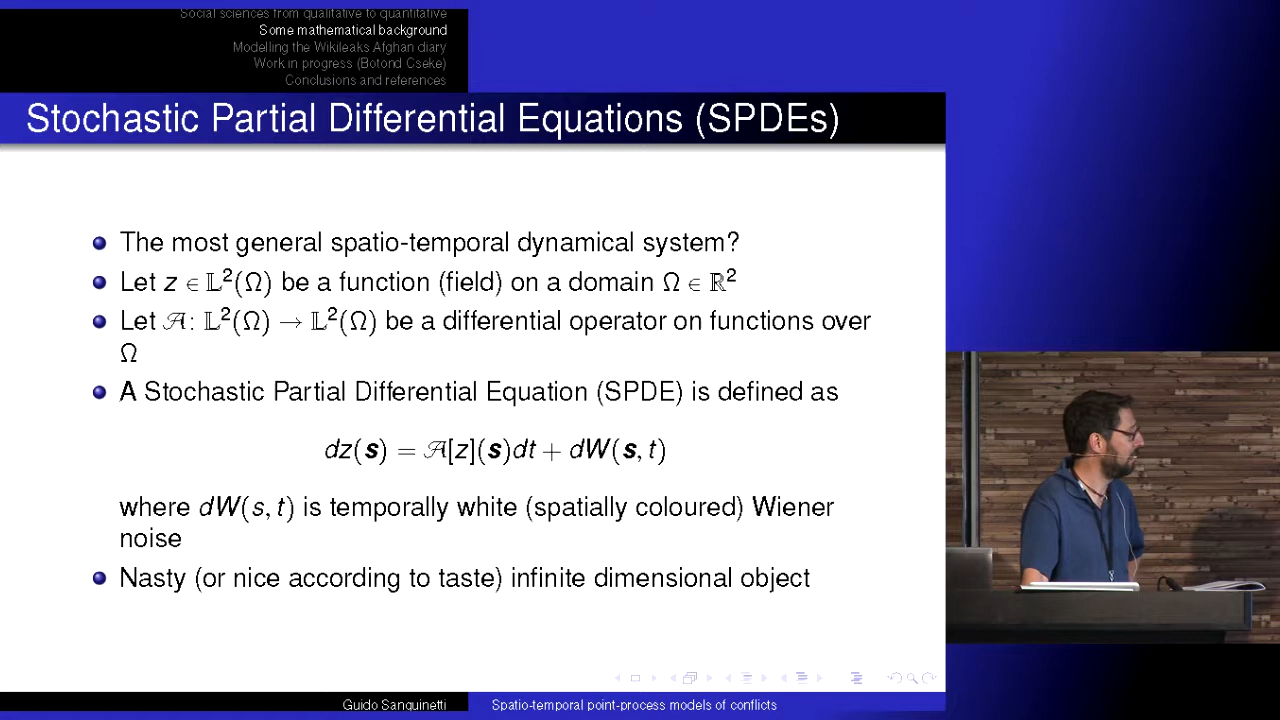 Social sciences from qualitative to quantitative
Some mathematical background
Modelling the Wikileaks Afghan diary
Work in progress (Botond Cseke)
Conclusions and references
Stochastic Partial Differential Equations (SPDEs)
The most general spatio-temporal dynamical system?
Let z ∈ 𝕃²(Ω) be a function (field) on a domain Ω ∈ ℝ²
Let 𝒜: 𝕃²(Ω) → 𝕃²(Ω) be a differential operator on functions over
Ω
A Stochastic Partial Differential Equation (SPDE) is defined as
dz(s) = 𝒜[z](s)dt + dW(s, t)
where dW(s, t) is temporally white (spatially coloured) Wiener
noise
Nasty (or nice according to taste) infinite dimensional object
Guido Sanguinetti
Spatio-temporal point-process models of conflicts